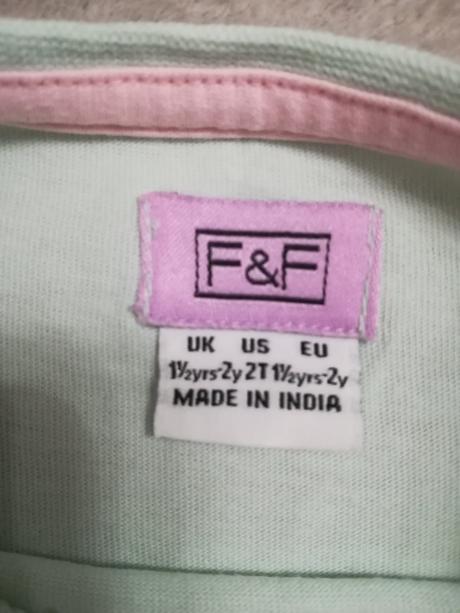 F&F
UK US EU
1½yrs-2y 2T 1½yrs-2y
MADE IN INDIA